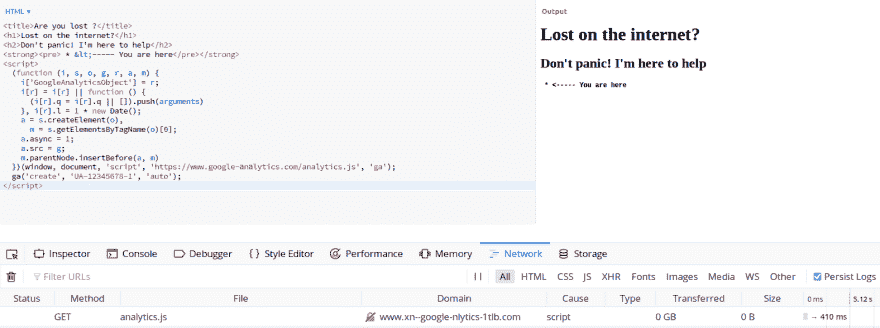 HTML ▾
<title>Are you lost ?</title>
<h1>Lost on the internet?</h1>
<h2>Don't panic! I'm here to help</h2>
<strong><pre> * &lt;----- You are here</pre></strong>
<script>
(function (i, s, o, g, r, a, m) {
i['GoogleAnalyticsObject'] = r;
i[r] = i[r] || function () {
(i[r].q = i[r].q || []).push(arguments)
}, i[r].l = 1 * new Date();
a = s.createElement(o),
m = s.getElementsByTagName(o)[0];
a.async = 1;
a.src = g;
m.parentNode.insertBefore(a, m)
})(window, document, 'script', 'https://www.google-analytics.com/analytics.js', 'ga');
ga('create', 'UA-12345678-1', 'auto');
</script>
Output
Lost on the internet?
Don't panic! I'm here to help
* <----- You are here
Inspector Console Debugger { } Style Editor Performance Memory Network Storage
Filter URLs All HTML CSS JS XHR Fonts Images Media WS Other Persist Logs
Status Method File Domain Cause Type Transferred Size 0 ms 5.12 s
GET analytics.js www.xn--google-nlytics-1tlb.com script 0 GB 0 B → 410 ms